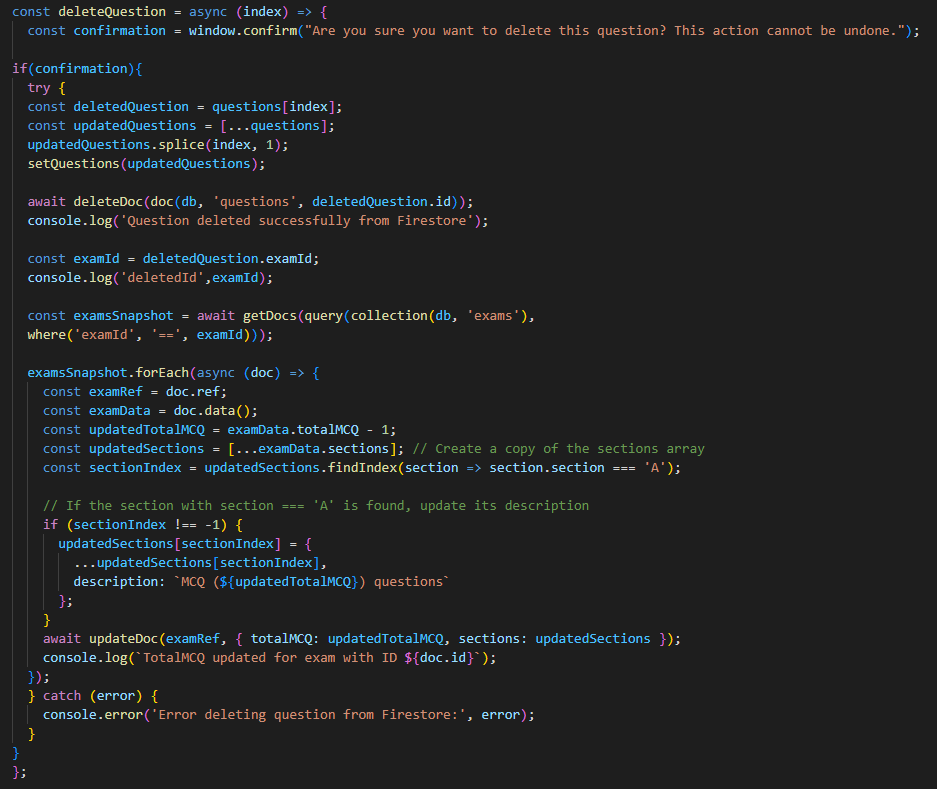 const deleteQuestion = async (index) => {
const confirmation = window.confirm("Are you sure you want to delete this question? This action cannot be undone.");
if(confirmation){
try {
const deletedQuestion = questions[index];
const updatedQuestions = [...questions];
updatedQuestions.splice(index, 1);
setQuestions(updatedQuestions);
await deleteDoc(doc(db, 'questions', deletedQuestion.id));
console.log('Question deleted successfully from Firestore');
const examId = deletedQuestion.examId;
console.log('deletedId',examId);
const examsSnapshot = await getDocs(query(collection(db, 'exams'),
where('examId', '==', examId)));
examsSnapshot.forEach(async (doc) => {
const examRef = doc.ref;
const examData = doc.data();
const updatedTotalMCQ = examData.totalMCQ - 1;
const updatedSections = [...examData.sections]; // Create a copy of the sections array
const sectionIndex = updatedSections.findIndex(section => section.section === 'A');
// If the section with section === 'A' is found, update its description
if (sectionIndex !== -1) {
updatedSections[sectionIndex] = {
...updatedSections[sectionIndex],
description: `MCQ (${updatedTotalMCQ}) questions`
};
}
await updateDoc(examRef, { totalMCQ: updatedTotalMCQ, sections: updatedSections });
console.log(`TotalMCQ updated for exam with ID ${doc.id}`);
});
} catch (error) {
console.error('Error deleting question from Firestore:', error);
}
}
};